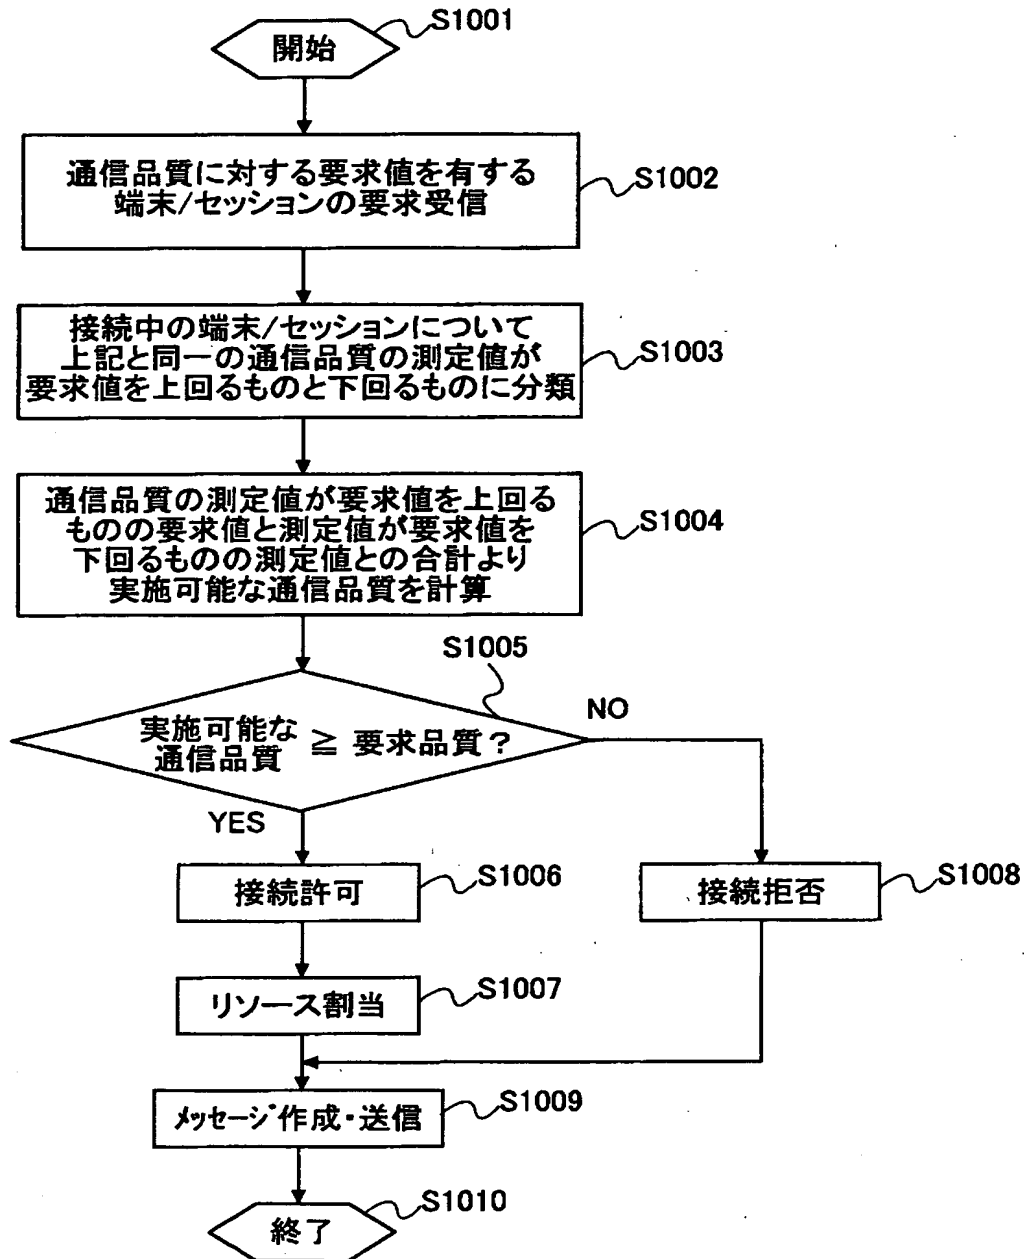 S1001
開始
通信品質に対する要求値を有する
端末/セッションの要求受信
S1002
接続中の端末/セッションについて
上記と同一の通信品質の測定値が
要求値を上回るものと下回るものに分類
S1003
通信品質の測定値が要求値を上回る
ものの要求値と測定値が要求値を
下回るものの測定値との合計より
実施可能な通信品質を計算
S1004
S1005
実施可能な
通信品質 ≧ 要求品質?
NO
YES
接続許可
S1006
接続拒否
S1008
リソース割当
S1007
メッセージ作成・送信
S1009
終了
S1010